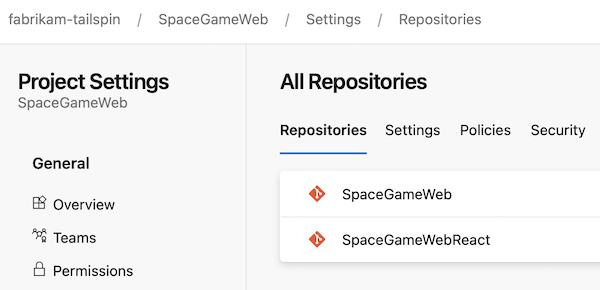 fabrikam-tailspin / SpaceGameWeb / Settings / Repositories
Project Settings
SpaceGameWeb
General
Overview
Teams
Permissions
All Repositories
Repositories Settings Policies Security
SpaceGameWeb
SpaceGameWebReact